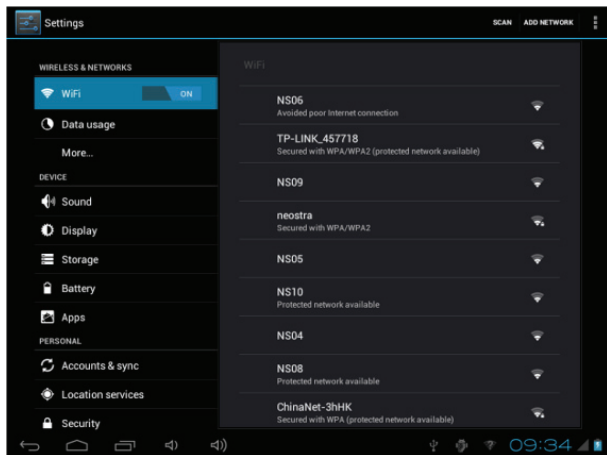 Settings
SCAN ADD NETWORK
WIRELESS & NETWORKS
WiFi ON
Data usage
More...
DEVICE
Sound
Display
Storage
Battery
Apps
PERSONAL
Accounts & sync
Location services
Security
WiFi
NS06
Avoided poor Internet connection
TP-LINK_457718
Secured with WPA/WPA2 (protected network available)
NS09
neostra
Secured with WPA/WPA2
NS05
NS10
Protected network available
NS04
NS08
Protected network available
ChinaNet-3hHK
Secured with WPA (protected network available)
09:34